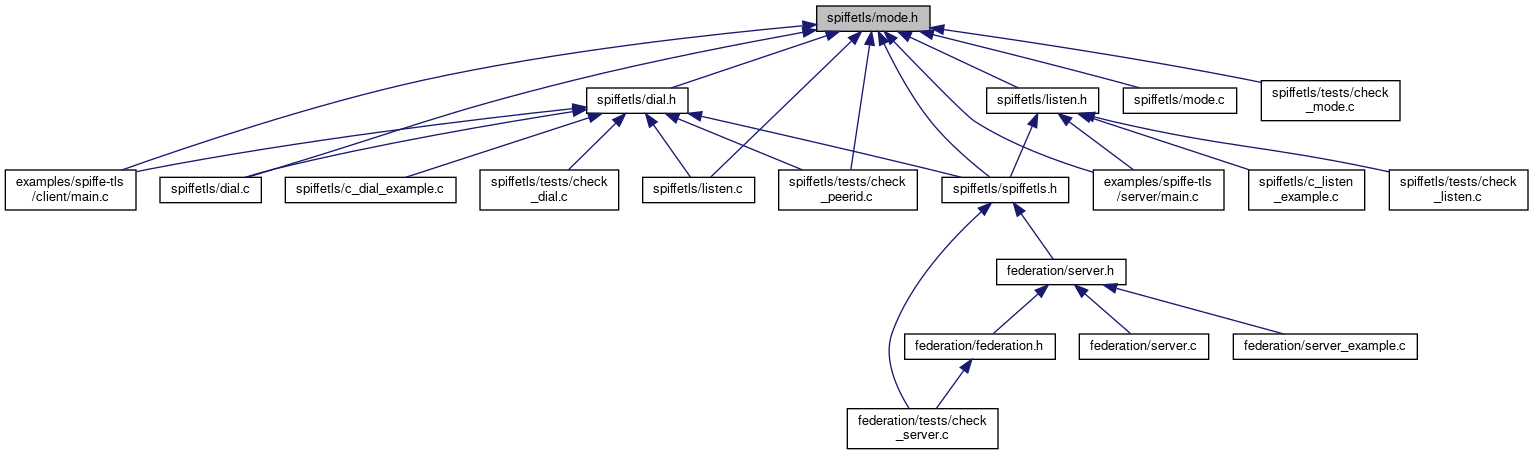 spiffetls/mode.h
spiffetls/dial.h
spiffetls/listen.h
spiffetls/mode.c
spiffetls/tests/check
_mode.c
examples/spiffe-tls
/client/main.c
spiffetls/dial.c
spiffetls/c_dial_example.c
spiffetls/tests/check
_dial.c
spiffetls/listen.c
spiffetls/tests/check
_peerid.c
spiffetls/spiffetls.h
examples/spiffe-tls
/server/main.c
spiffetls/c_listen
_example.c
spiffetls/tests/check
_listen.c
federation/server.h
federation/federation.h
federation/server.c
federation/server_example.c
federation/tests/check
_server.c